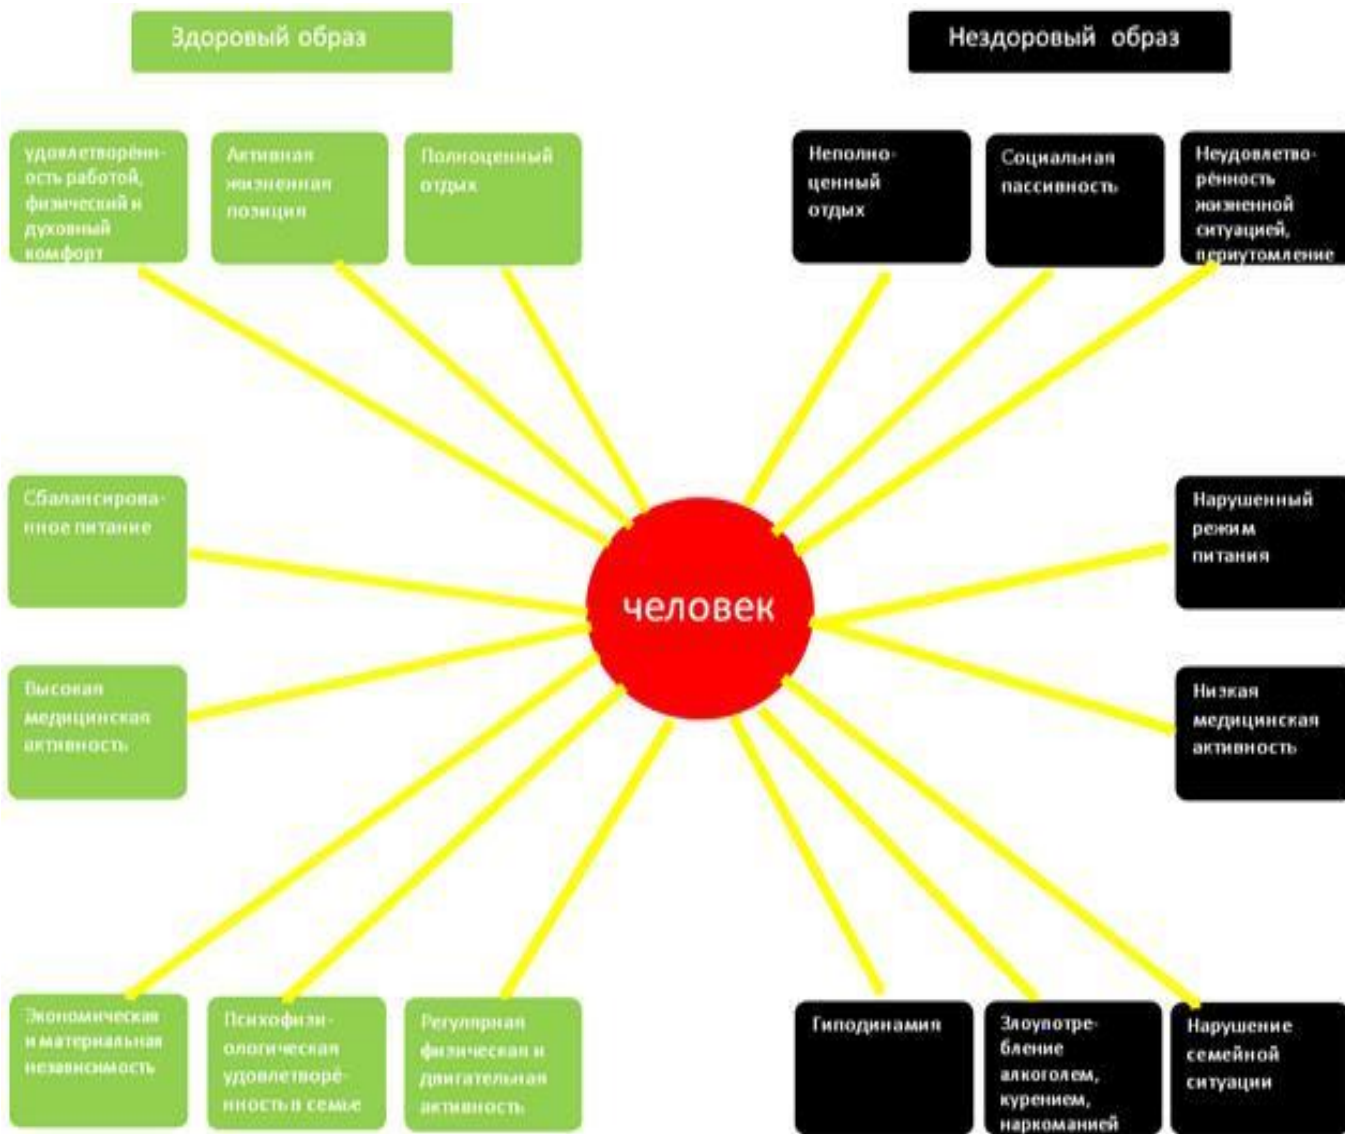 Здоровый образ
Нездоровый образ
удовлетворённ-
ость работой,
физический и
духовный
комфорт
Активная
жизненная
позиция
Полноценный
отдых
Неполно-
ценный
отдых
Социальная
пассивность
Неудовлетво-
рённость
жизненной
ситуацией,
периутомление
Сбалансирова-
нное питание
человек
Нарушенный
режим
питания
Высокая
медицинская
активность
Низкая
медицинская
активность
Экономическая
и материальная
независимость
Психофизи-
ологическая
удовлетворё-
нность в семье
Регулярная
физическая и
двигательная
активность
Гиподинамия
Злоупотре-
бление
алкоголем,
курением,
наркоманией
Нарушение
семейной
ситуации